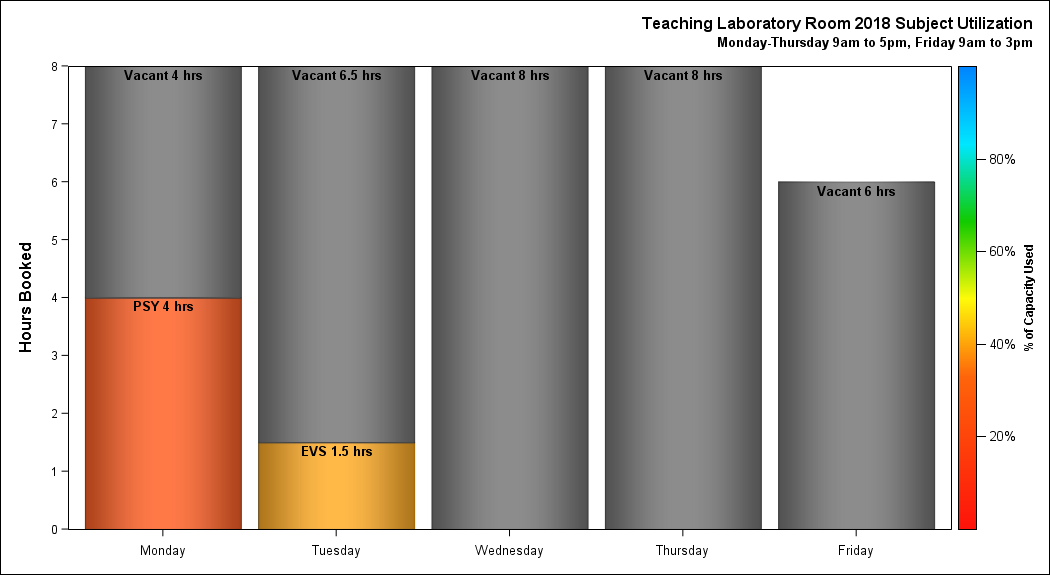 Teaching Laboratory Room 2018 Subject Utilization
Monday-Thursday 9am to 5pm, Friday 9am to 3pm
Hours Booked
8
7
6
5
4
3
2
1
0
Vacant 4 hrs
Vacant 6.5 hrs
Vacant 8 hrs
Vacant 8 hrs
Vacant 6 hrs
PSY 4 hrs
EVS 1.5 hrs
Monday
Tuesday
Wednesday
Thursday
Friday
80%
60%
40%
20%
% of Capacity Used